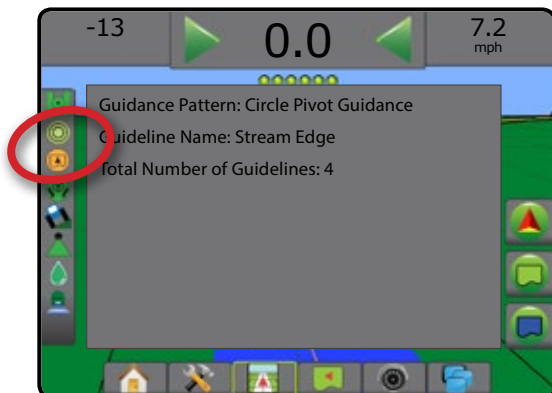 -13
0.0
7.2
mph
Guidance Pattern: Circle Pivot Guidance
Guideline Name: Stream Edge
Total Number of Guidelines: 4